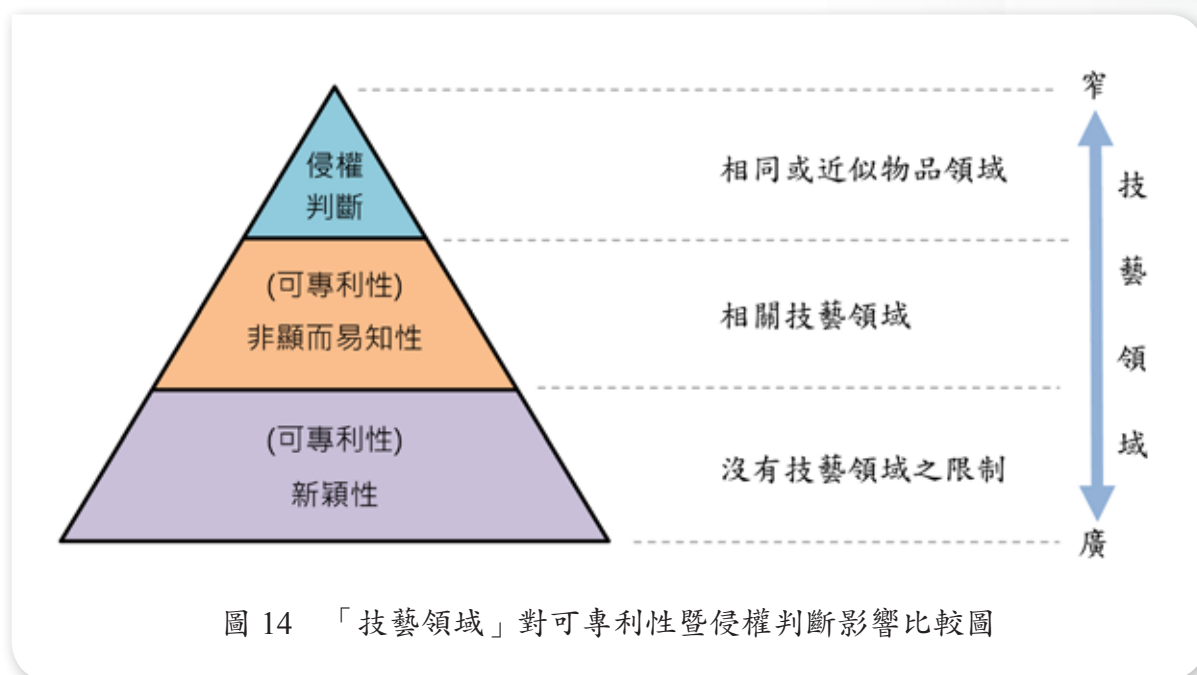 窄
侵權
判斷
相同或近似物品領域
(可專利性)
非顯而易知性
相關技藝領域
(可專利性)
新穎性
沒有技藝領域之限制
技
藝
領
域
廣
圖 14 「技藝領域」對可專利性暨侵權判斷影響比較圖